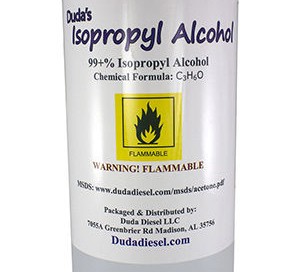 Duda's
Isopropyl Alcohol
99+% Isopropyl Alcohol
Chemical Formula: C₃H₆O
FLAMMABLE
WARNING! FLAMMABLE
MSDS: www.dudadiesel.com/msds/acetone.pdf
Packaged & Distributed by:
Duda Diesel LLC
7055A Greenbrier Rd Madison, AL 35756
Dudadiesel.com